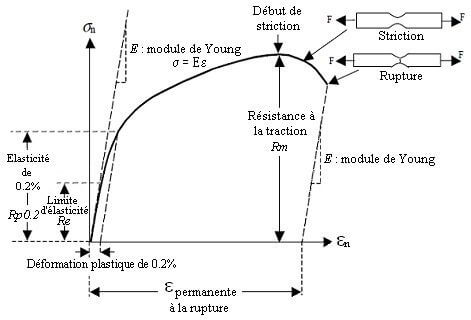 σn
E : module de Young
σ = Eε
Début de
striction
F
F
Striction
F
F
Rupture
Résistance à
la traction
Rm
E : module de Young
Elasticité
de
0.2%
Rp0.2
Limite
d'élasticité
Re
εn
Déformation plastique de 0.2%
ε permanente
à la rupture